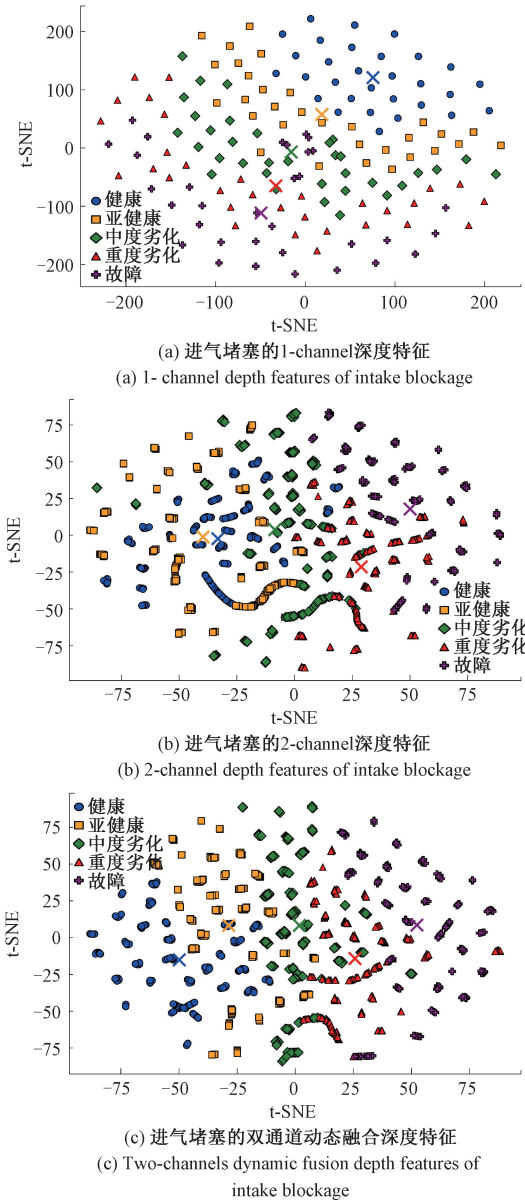 200
100
0
−100
−200
t-SNE
健康
亚健康
中度劣化
重度劣化
故障
−200
−100
0
100
200
t-SNE
(a) 进气堵塞的1-channel深度特征
(a) 1- channel depth features of intake blockage
75
50
25
0
−25
−50
−75
t-SNE
健康
亚健康
中度劣化
重度劣化
故障
−75
−50
−25
0
25
50
75
t-SNE
(b) 进气堵塞的2-channel深度特征
(b) 2-channel depth features of intake blockage
健康
亚健康
中度劣化
重度劣化
故障
75
50
25
0
−25
−50
−75
t-SNE
−75
−50
−25
0
25
50
75
t-SNE
(c) 进气堵塞的双通道动态融合深度特征
(c) Two-channels dynamic fusion depth features of
intake blockage